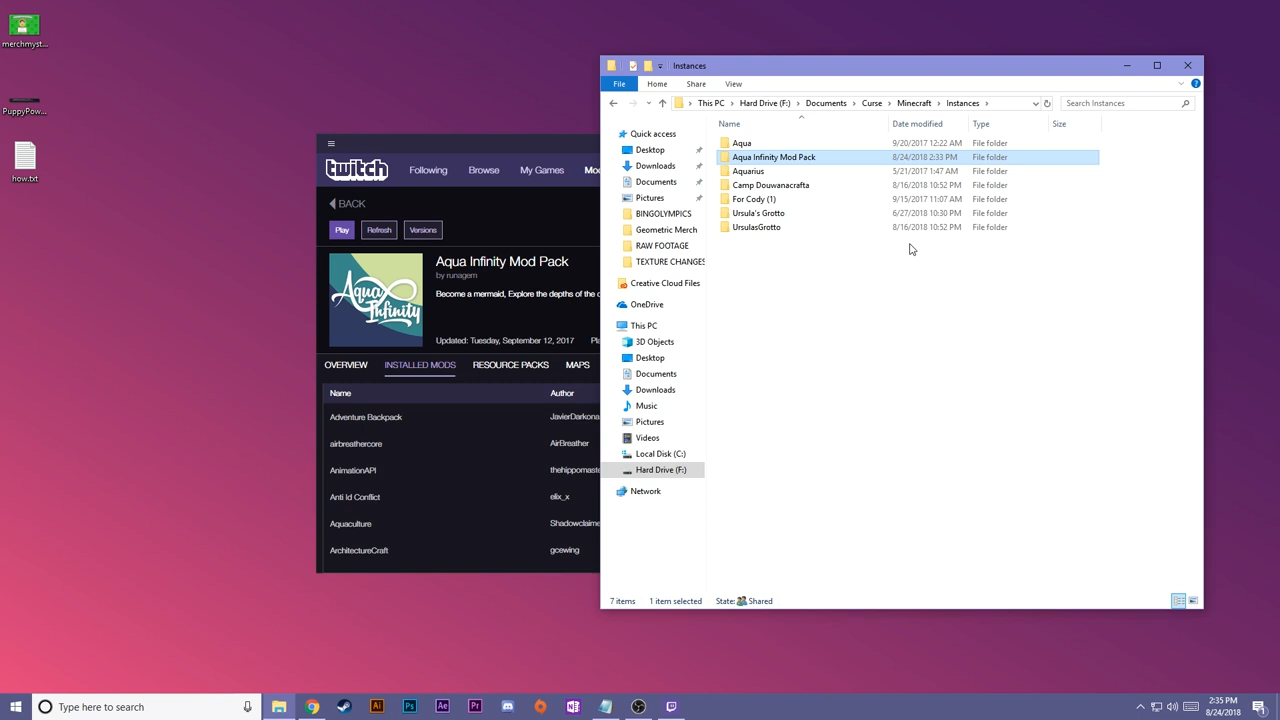 merchmyst...
PuppyPow...
how.txt
twitch
Following
Browse
My Games
Mo
BACK
Play
Refresh
Versions
Aqua Infinity
Aqua Infinity Mod Pack
by runagem
Become a mermaid, Explore the depths of the o
Updated: Tuesday, September 12, 2017
Pla
OVERVIEW
INSTALLED MODS
RESOURCE PACKS
MAPS
Name Author
Adventure Backpack JavierDarkona
airbreathercore AirBreather
AnimationAPI thehippomaste
Anti Id Conflict elix_x
Aquaculture Shadowclaime
ArchitectureCraft gcewing
Instances
File Home Share View
This PC > Hard Drive (F:) > Documents > Curse > Minecraft > Instances >
Search Instances
Quick access
Desktop
Downloads
Documents
Pictures
BINGOLYMPICS
Geometric Merch
RAW FOOTAGE
TEXTURE CHANGES
Creative Cloud Files
OneDrive
This PC
3D Objects
Desktop
Documents
Downloads
Music
Pictures
Videos
Local Disk (C:)
Hard Drive (F:)
Network
Name Date modified Type Size
Aqua 9/20/2017 12:22 AM File folder
Aqua Infinity Mod Pack 8/24/2018 2:33 PM File folder
Aquarius 5/21/2017 1:47 AM File folder
Camp Douwanacrafta 8/16/2018 10:52 PM File folder
For Cody (1) 9/15/2017 11:07 AM File folder
Ursula's Grotto 6/27/2018 10:30 PM File folder
UrsulasGrotto 8/16/2018 10:52 PM File folder
7 items 1 item selected State: Shared
Type here to search
Ai Ps Ae Pr
2:35 PM
8/24/2018